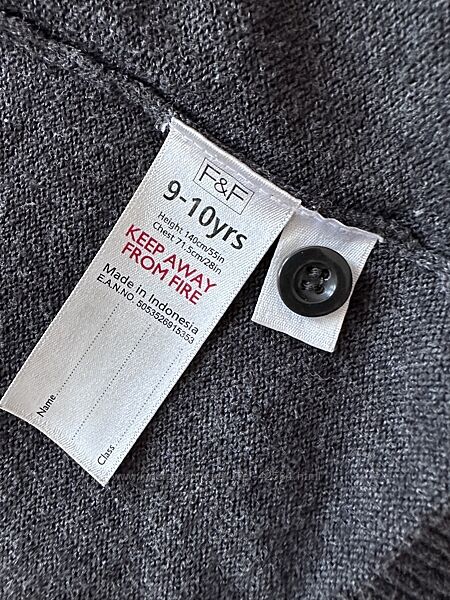 F&F
9-10yrs
Height 140cm/55in
Chest 71.5cm/28in
KEEP AWAY
FROM FIRE
Made in Indonesia
E.A.N.NO. 5053526915353
Name
Class